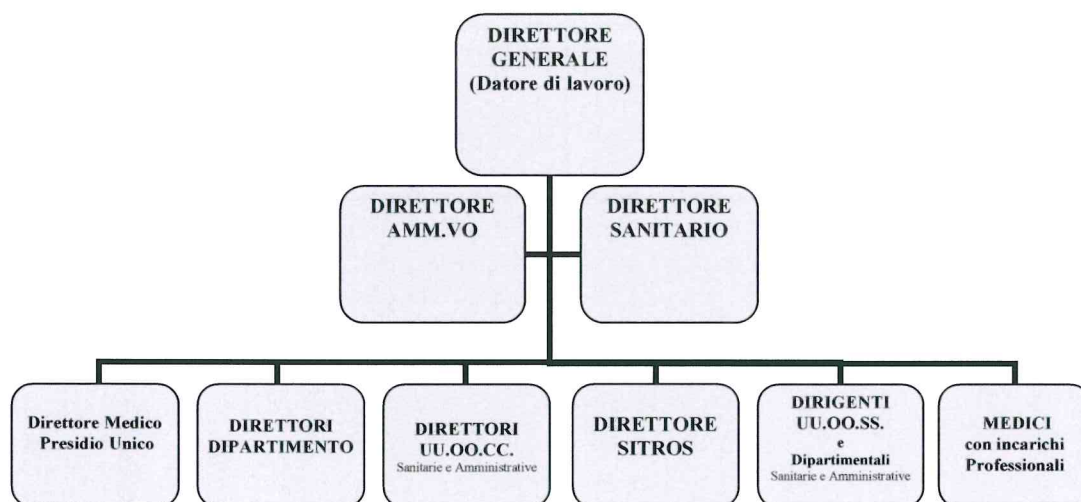 DIRETTORE
GENERALE
(Datore di lavoro)
DIRETTORE
AMM.VO
DIRETTORE
SANITARIO
Direttore Medico
Presidio Unico
DIRETTORI
DIPARTIMENTO
DIRETTORI
UU.OO.CC.
Sanitarie e Amministrative
DIRETTORE
SITROS
DIRIGENTI
UU.OO.SS.
e
Dipartimentali
Sanitarie e Amministrative
MEDICI
con incarichi
Professionali